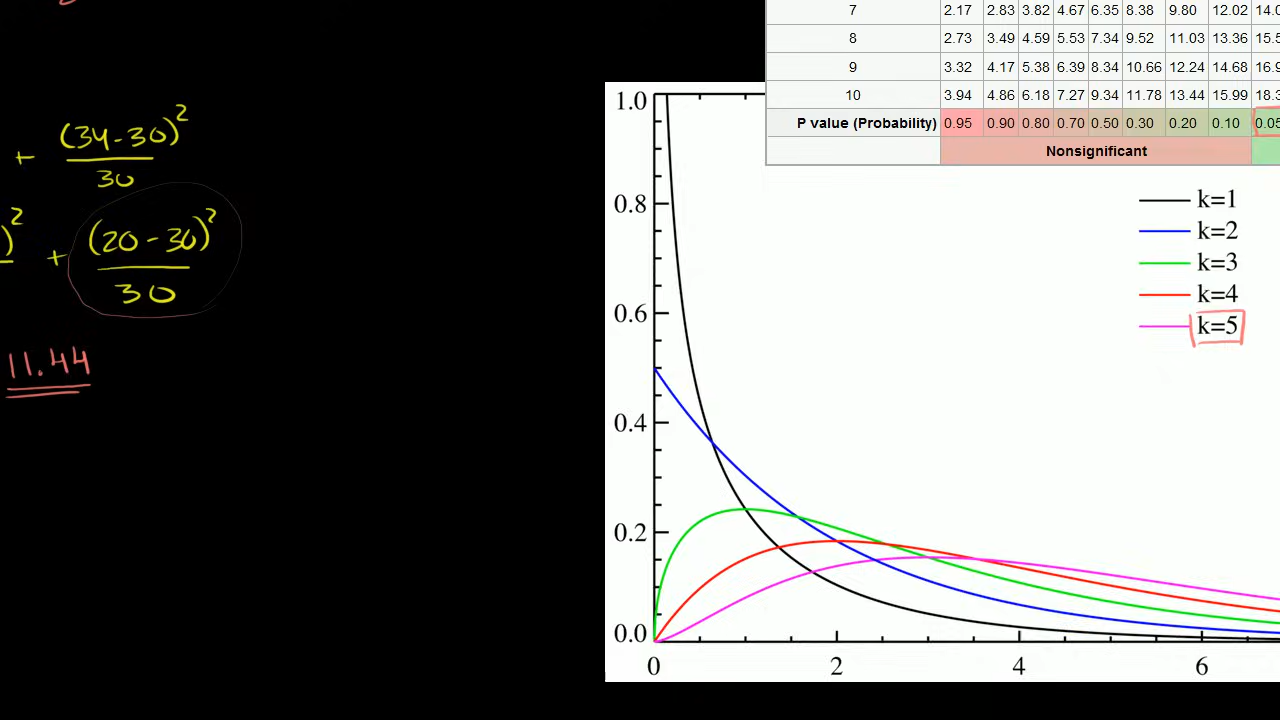 7 2.17 2.83 3.82 4.67 6.35 8.38 9.80 12.02
8 2.73 3.49 4.59 5.53 7.34 9.52 11.03 13.36
9 3.32 4.17 5.38 6.39 8.34 10.66 12.24 14.68
10 3.94 4.86 6.18 7.27 9.34 11.78 13.44 15.99
P value (Probability) 0.95 0.90 0.80 0.70 0.50 0.30 0.20 0.10 0.05
Nonsignificant
+ (34-30)²
30
)² + (20-30)²
30
11.44
1.0
0.8
0.6
0.4
0.2
0.0
0 2 4 6
k=1
k=2
k=3
k=4
k=5